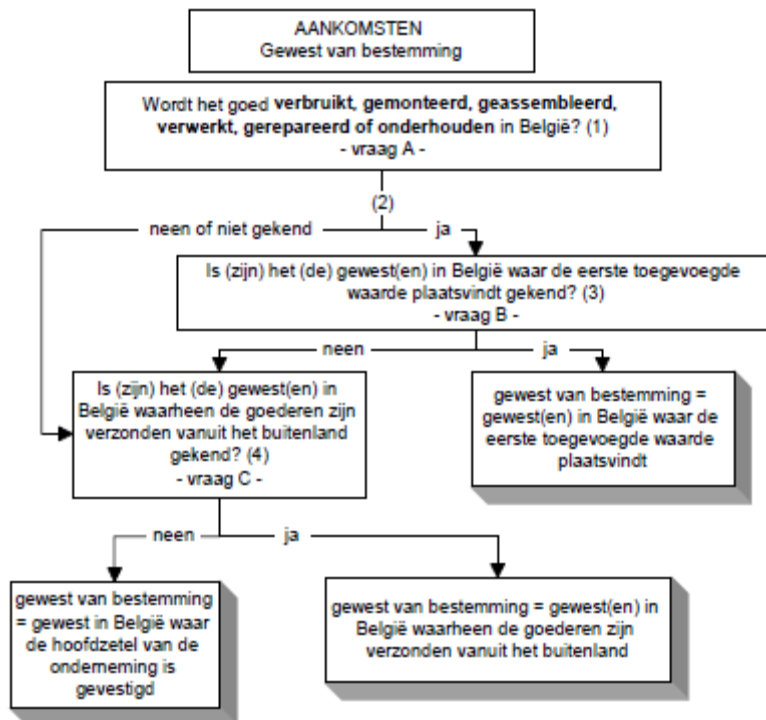 AANKOMSTEN
Gewest van bestemming
Wordt het goed verbruikt, gemonteerd, geassembleerd,
verwerkt, gerepareerd of onderhouden in België? (1)
- vraag A -
(2)
neen of niet gekend
ja
Is (zijn) het (de) gewest(en) in België waar de eerste toegevoegde
waarde plaatsvindt gekend? (3)
- vraag B -
neen
ja
Is (zijn) het (de) gewest(en) in
België waarheen de goederen zijn
verzonden vanuit het buitenland
gekend? (4)
- vraag C -
gewest van bestemming =
gewest(en) in België waar de
eerste toegevoegde waarde
plaatsvindt
neen
ja
gewest van bestemming
= gewest in België waar
de hoofdzetel van de
onderneming is
gevestigd
gewest van bestemming = gewest(en) in
België waarheen de goederen zijn
verzonden vanuit het buitenland